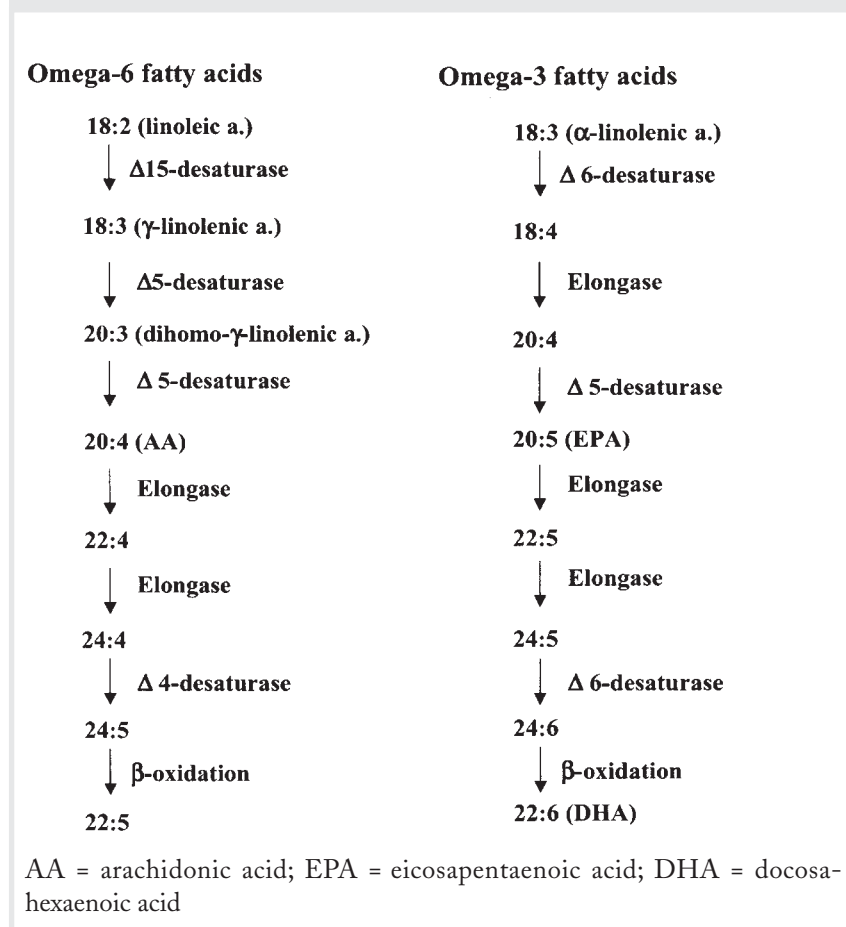 Omega-6 fatty acids
18:2 (linoleic a.)
Δ15-desaturase
18:3 (γ-linolenic a.)
Δ5-desaturase
20:3 (dihomo-γ-linolenic a.)
Δ 5-desaturase
20:4 (AA)
Elongase
22:4
Elongase
24:4
Δ 4-desaturase
24:5
β-oxidation
22:5
Omega-3 fatty acids
18:3 (α-linolenic a.)
Δ 6-desaturase
18:4
Elongase
20:4
Δ 5-desaturase
20:5 (EPA)
Elongase
22:5
Elongase
24:5
Δ 6-desaturase
24:6
β-oxidation
22:6 (DHA)
AA = arachidonic acid; EPA = eicosapentaenoic acid; DHA = docosa-
hexaenoic acid